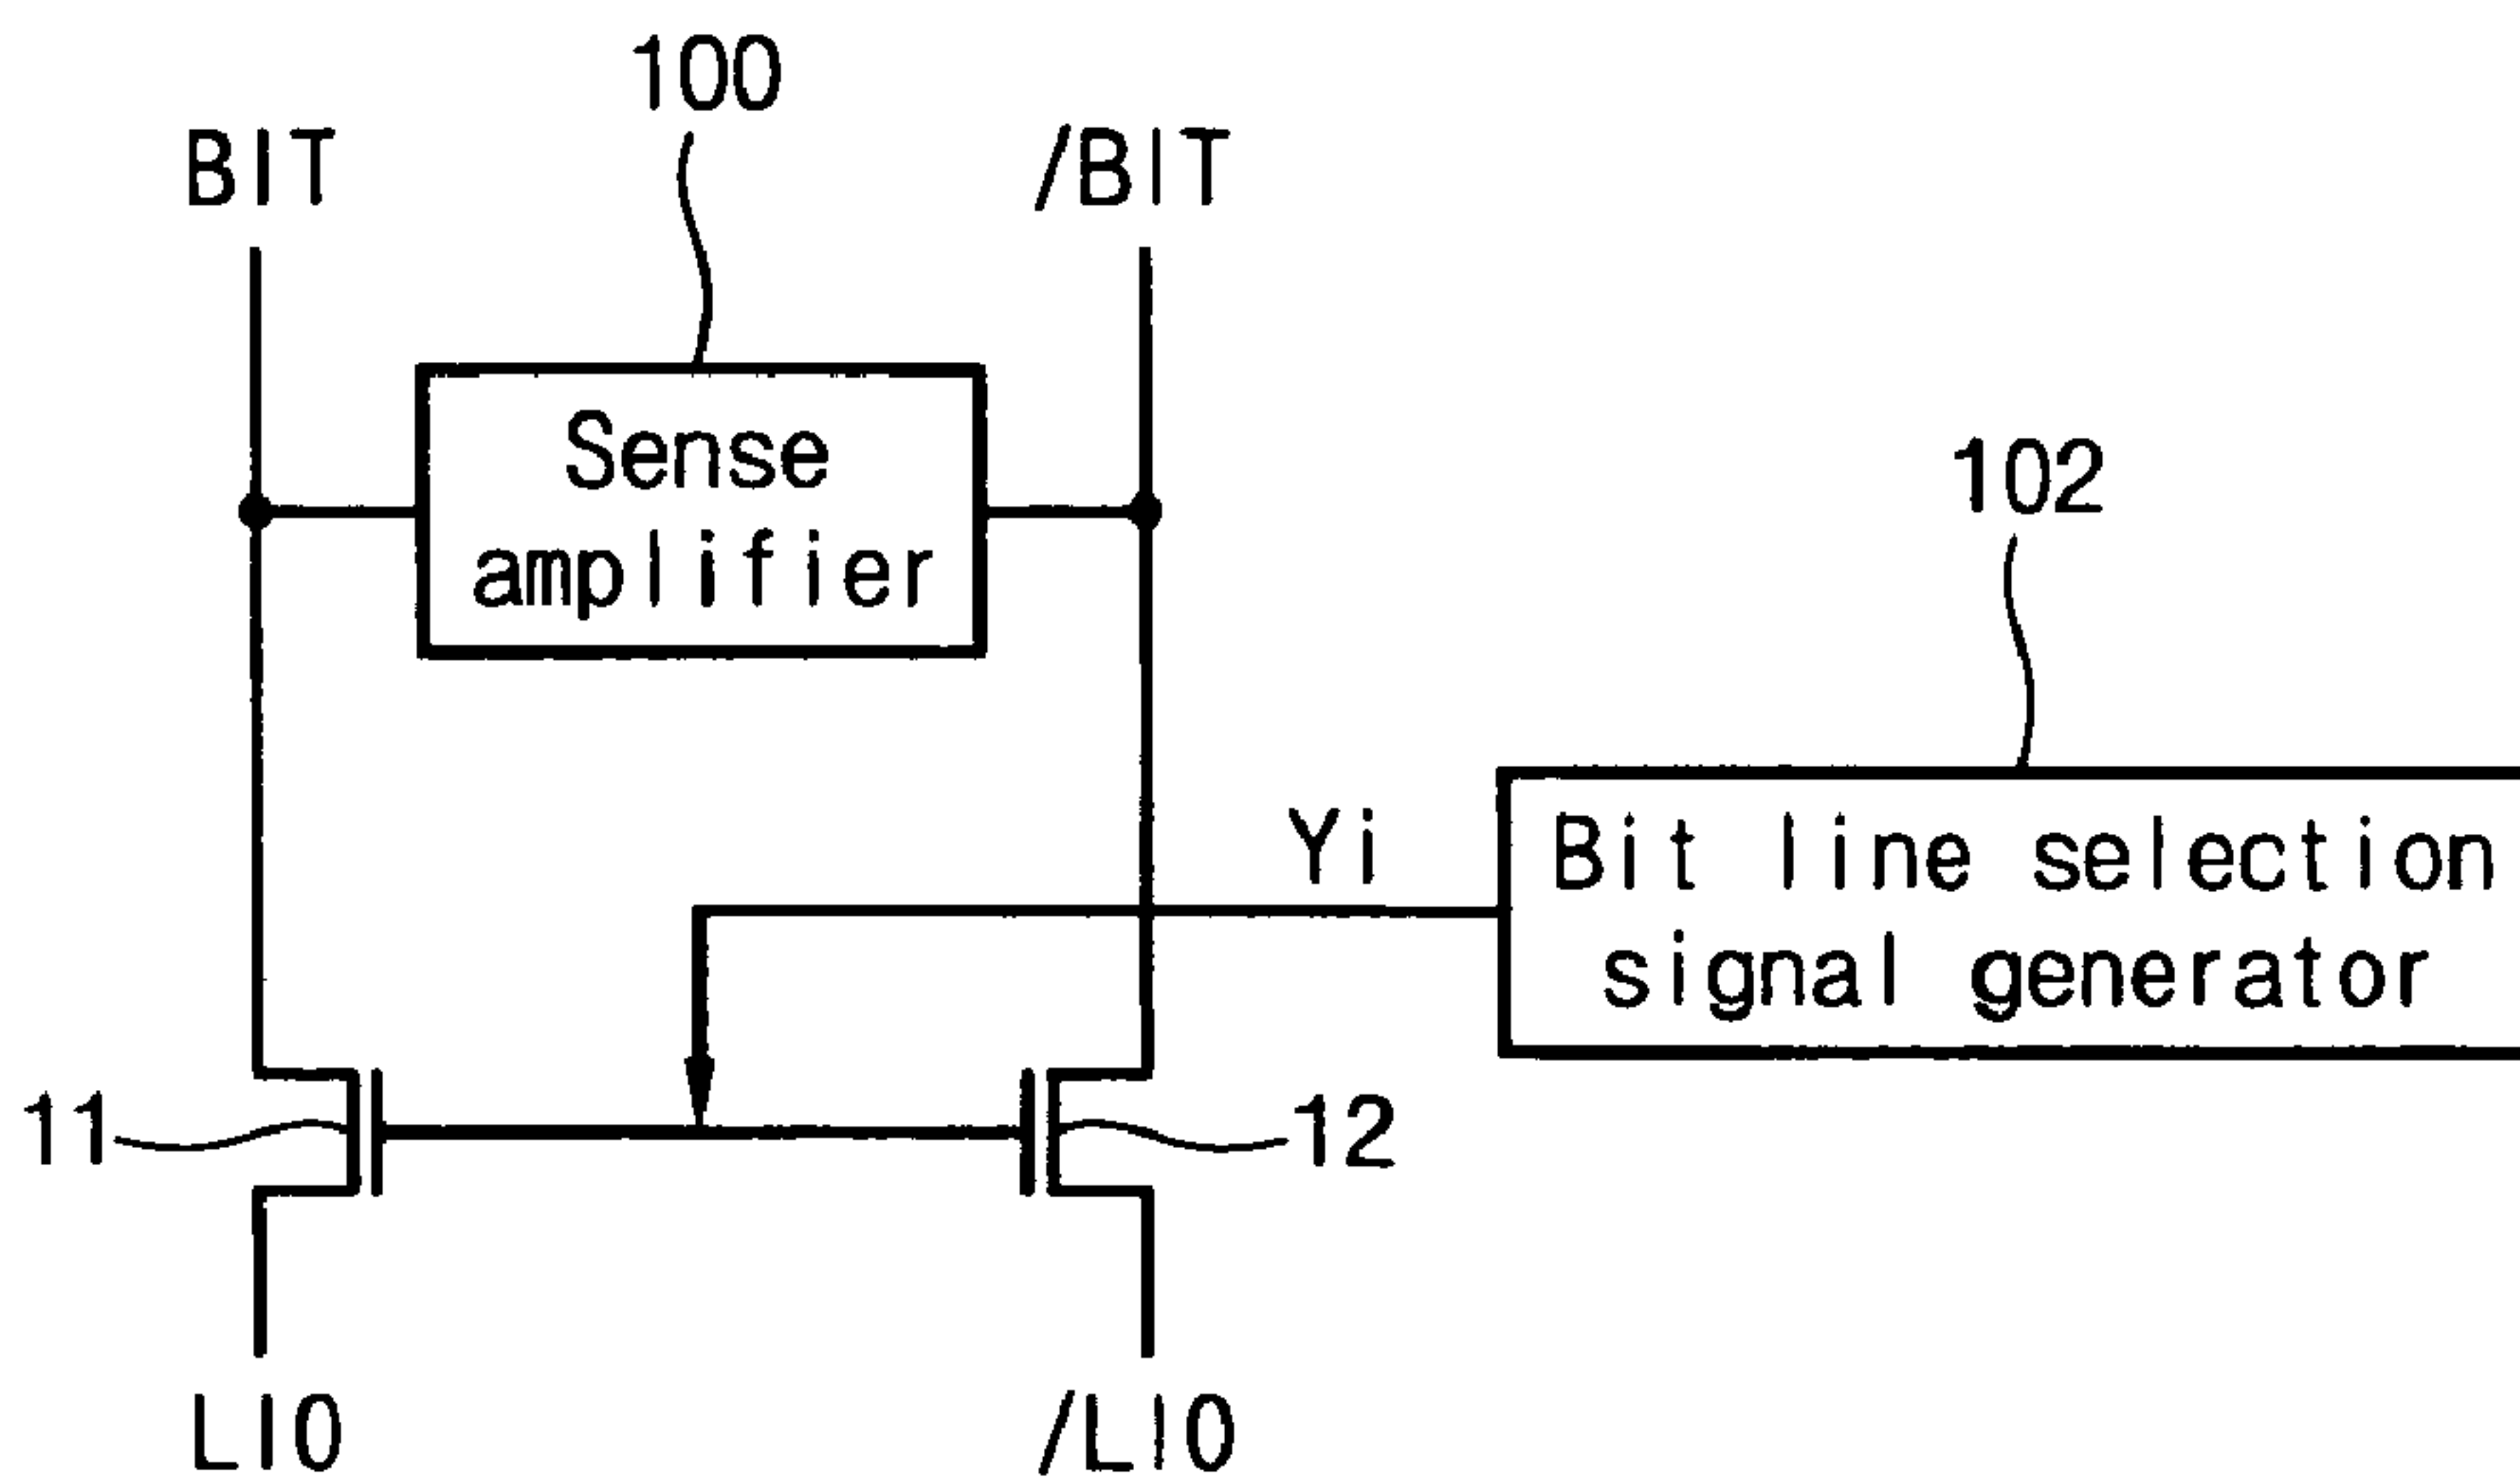 100
BIT
/BIT
Sense
amplifier
102
Yi
Bit line selection
signal generator
11
12
LIO
/LIO